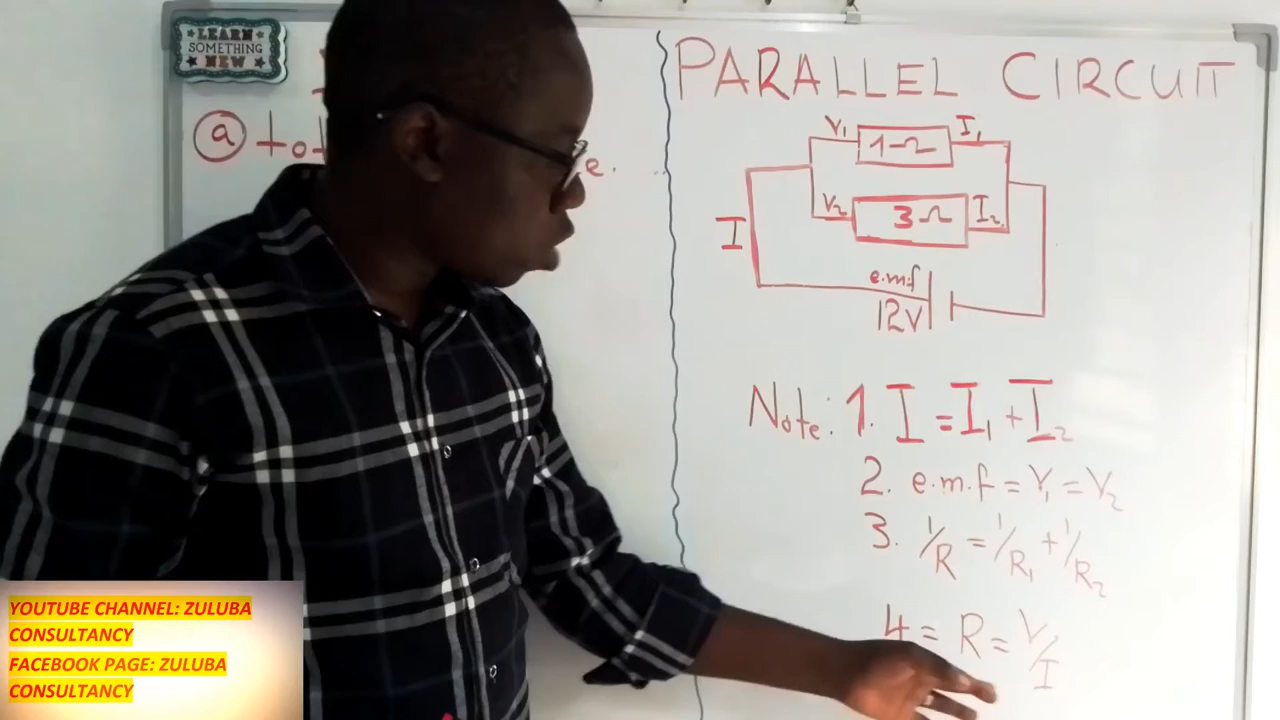 LEARN
SOMETHING
NEW
a
e.
PARALLEL CIRCUIT
V₁ 1Ω I₁
V₂ 3Ω I₂
I
e.m.f
12V
Note: 1. I = I₁ + I₂
2. e.m.f = V₁ = V₂
3. 1/R = 1/R₁ + 1/R₂
4 = R = V/I
YOUTUBE CHANNEL: ZULUBA
CONSULTANCY
FACEBOOK PAGE: ZULUBA
CONSULTANCY